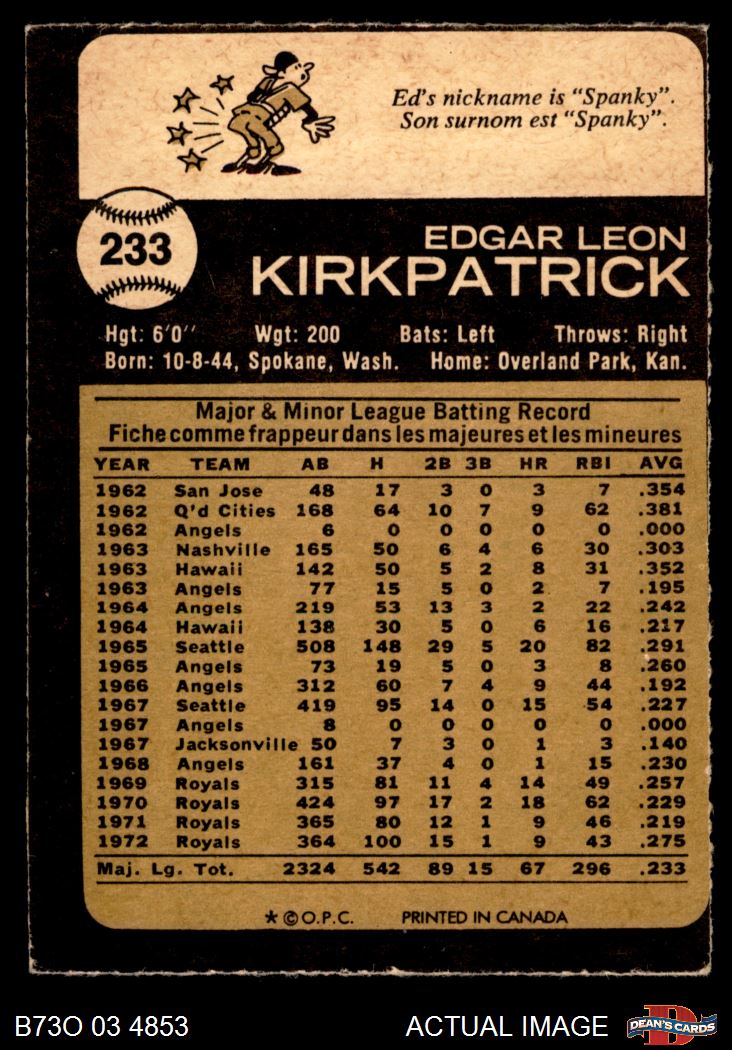 Ed's nickname is "Spanky".
Son surnom est "Spanky".
233
EDGAR LEON
KIRKPATRICK
Hgt: 6'0" Wgt: 200 Bats: Left Throws: Right
Born: 10-8-44, Spokane, Wash. Home: Overland Park, Kan.
Major & Minor League Batting Record
Fiche comme frappeur dans les majeures et les mineures
YEAR TEAM AB H 2B 3B HR RBI AVG
1962 San Jose 48 17 3 0 3 7 .354
1962 Q'd Cities 168 64 10 7 9 62 .381
1962 Angels 6 0 0 0 0 0 .000
1963 Nashville 165 50 6 4 6 30 .303
1963 Hawaii 142 50 5 2 8 31 .352
1963 Angels 77 15 5 0 2 7 .195
1964 Angels 219 53 13 3 2 22 .242
1964 Hawaii 138 30 5 0 6 16 .217
1965 Seattle 508 148 29 5 20 82 .291
1965 Angels 73 19 5 0 3 8 .260
1966 Angels 312 60 7 4 9 44 .192
1967 Seattle 419 95 14 0 15 54 .227
1967 Angels 8 0 0 0 0 0 .000
1967 Jacksonville 50 7 3 0 1 3 .140
1968 Angels 161 37 4 0 1 15 .230
1969 Royals 315 81 11 4 14 49 .257
1970 Royals 424 97 17 2 18 62 .229
1971 Royals 365 80 12 1 9 46 .219
1972 Royals 364 100 15 1 9 43 .275
Maj. Lg. Tot. 2324 542 89 15 67 296 .233
* © O.P.C. PRINTED IN CANADA
B73O 03 4853 ACTUAL IMAGE DEAN'S CARDS